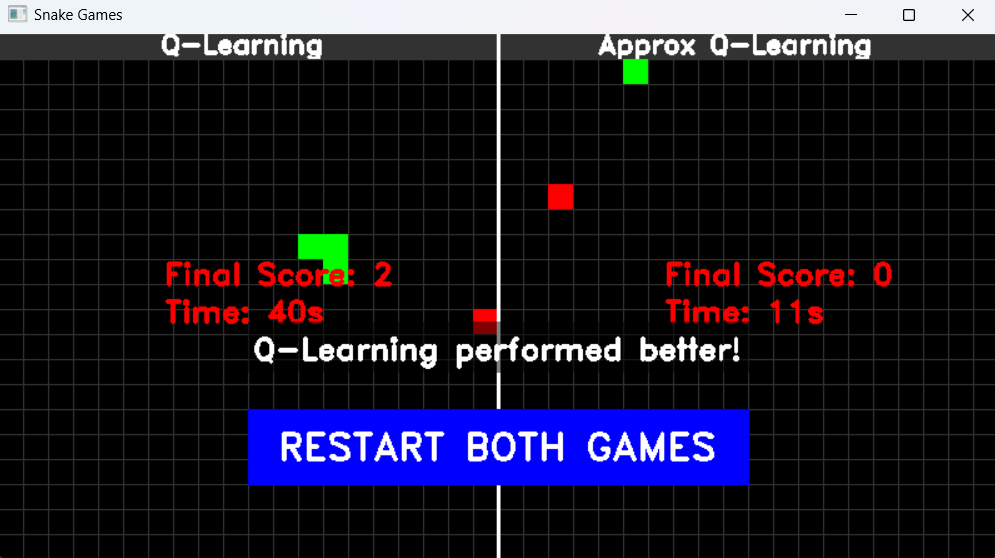 Snake Games
Q-Learning
Approx Q-Learning
Final Score: 2
Time: 40s
Final Score: 0
Time: 11s
Q-Learning performed better!
RESTART BOTH GAMES